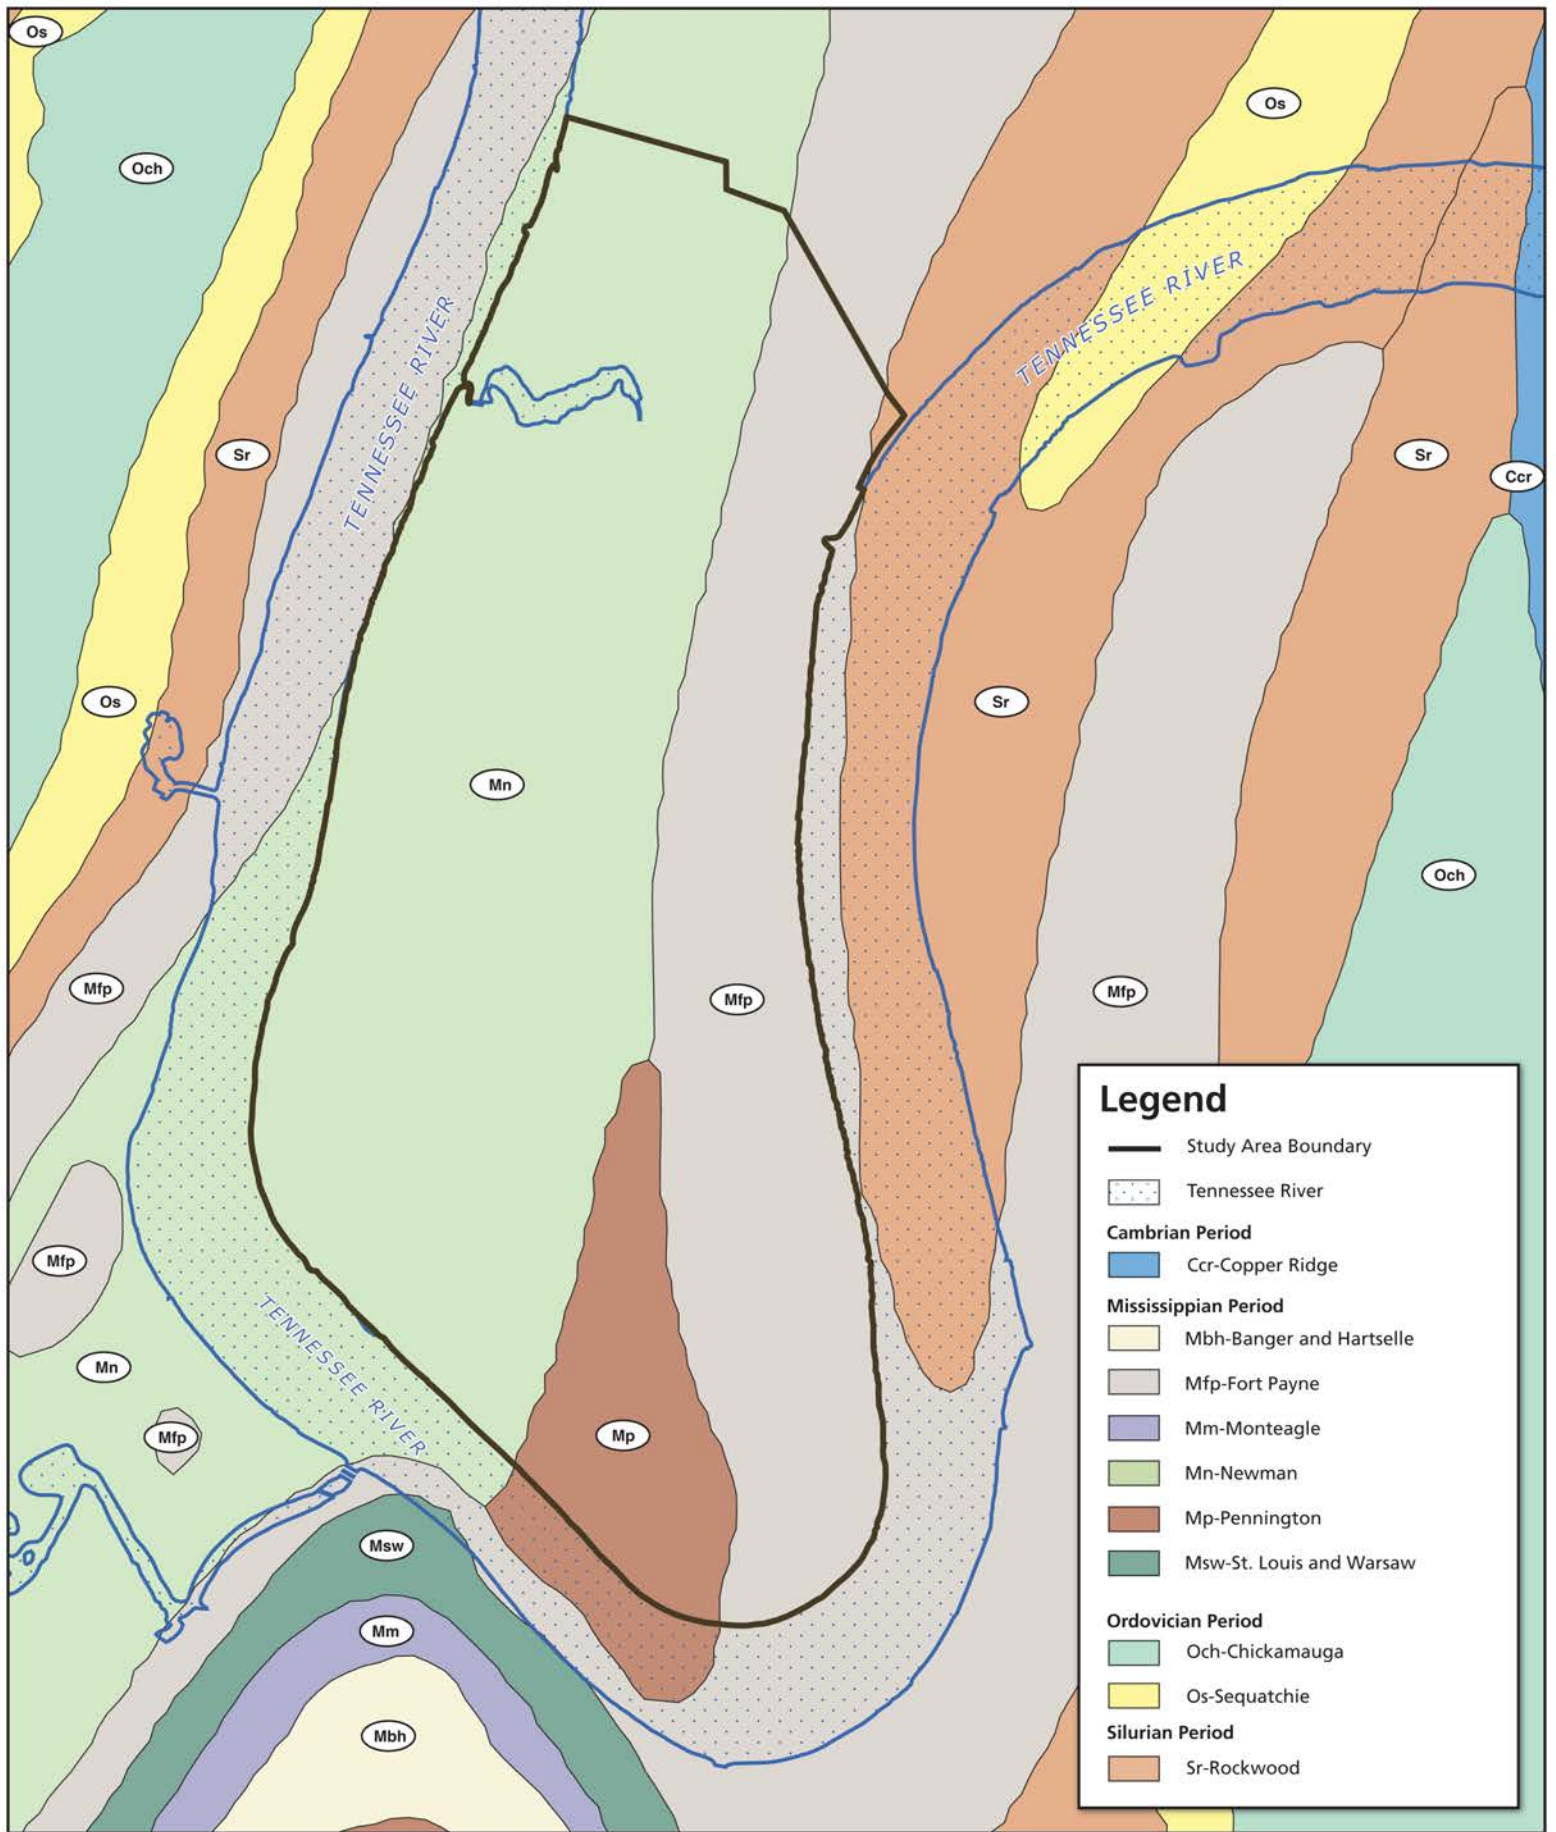 Os
Os
Och
TENNESSEE RIVER
TENNESSEE RIVER
Sr
Sr
Ccr
Os
Sr
Mn
Och
Mfp
Mfp
Mfp
Mfp
Mn
TENNESSEE RIVER
Mfp
Mp
Msw
Mm
Mbh
Legend
Study Area Boundary
Tennessee River
Cambrian Period
Ccr-Copper Ridge
Mississippian Period
Mbh-Banger and Hartselle
Mfp-Fort Payne
Mm-Monteagle
Mn-Newman
Mp-Pennington
Msw-St. Louis and Warsaw
Ordovician Period
Och-Chickamauga
Os-Sequatchie
Silurian Period
Sr-Rockwood